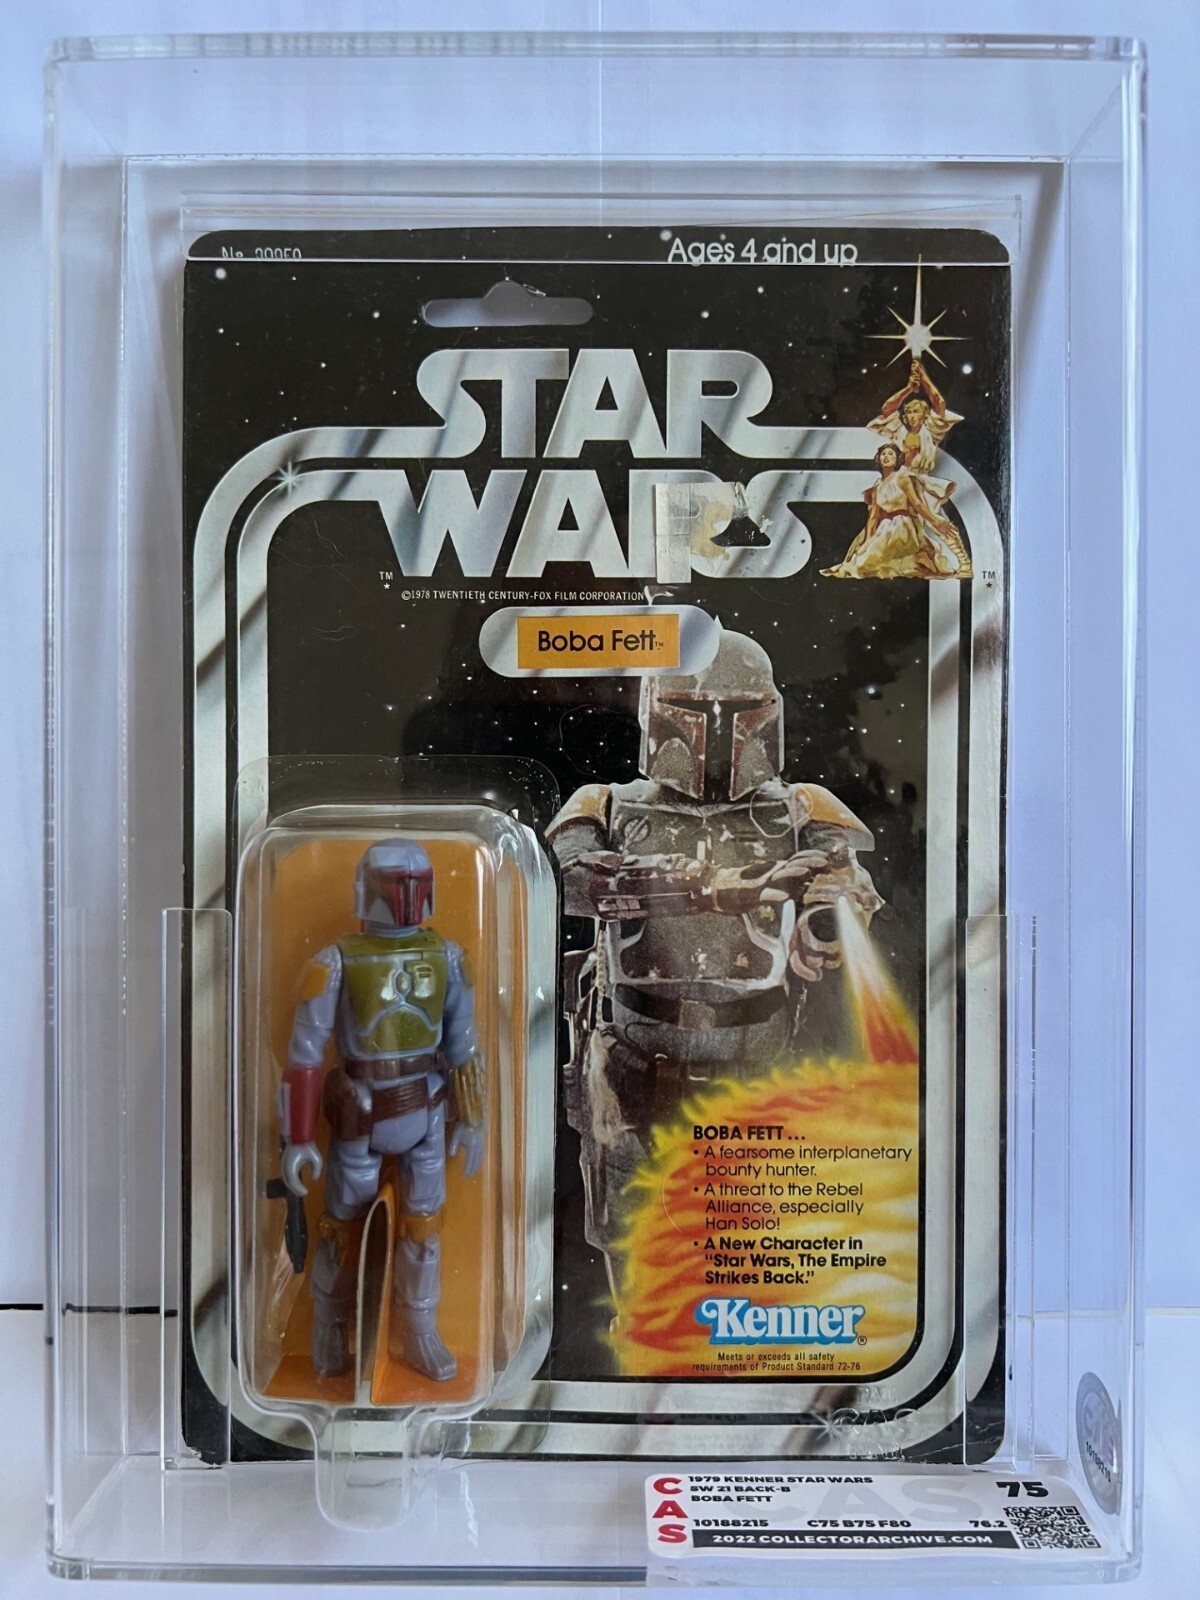 Ages 4 and up
STAR
WARS
TM
TM
©1978 TWENTIETH CENTURY-FOX FILM CORPORATION
Boba Fett™
BOBA FETT...
• A fearsome interplanetary
bounty hunter.
• A threat to the Rebel
Alliance, especially
Han Solo!
• A New Character in
"Star Wars, The Empire
Strikes Back."
Kenner®
Meets or exceeds all safety
requirements of Product Standard 72-76
CAS
1979 KENNER STAR WARS
SW 21 BACK-B
BOBA FETT
75
10188215 C75 B75 F80 76.2
2022 COLLECTORARCHIVE.COM